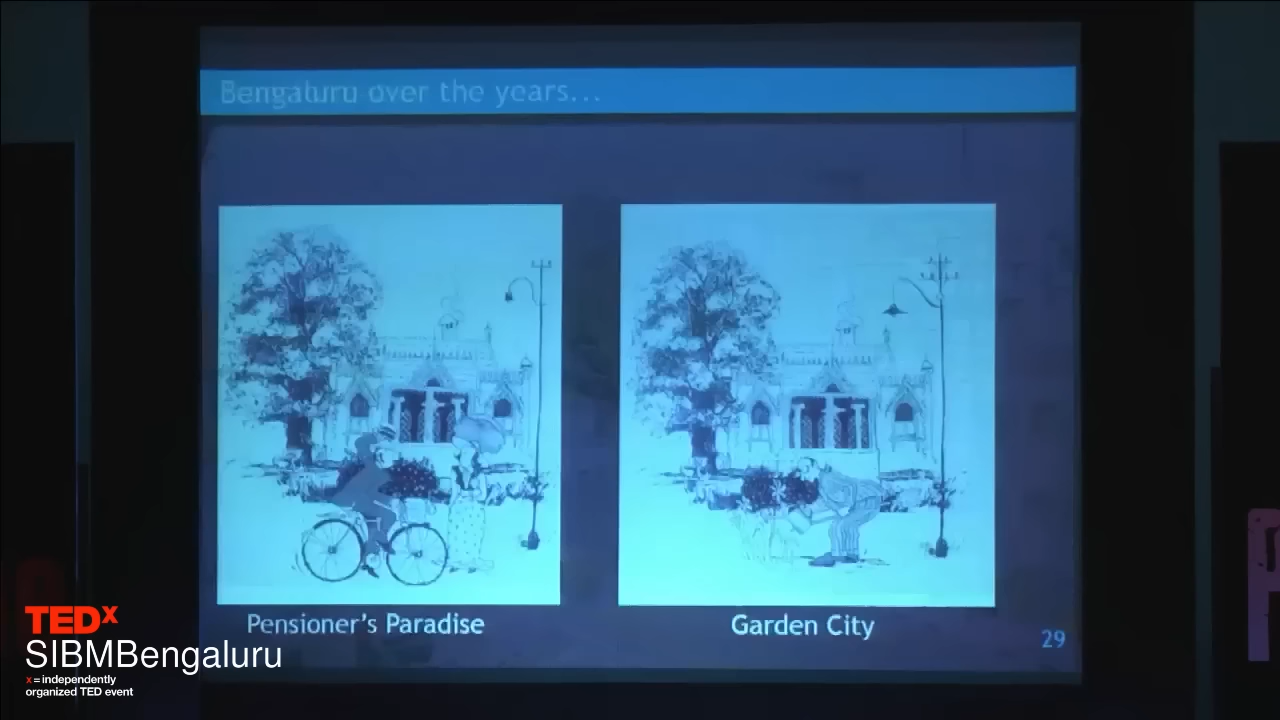 Bengaluru over the years...
Pensioner's Paradise
Garden City
29
TEDx
SIBMBengaluru
x = independently
organized TED event